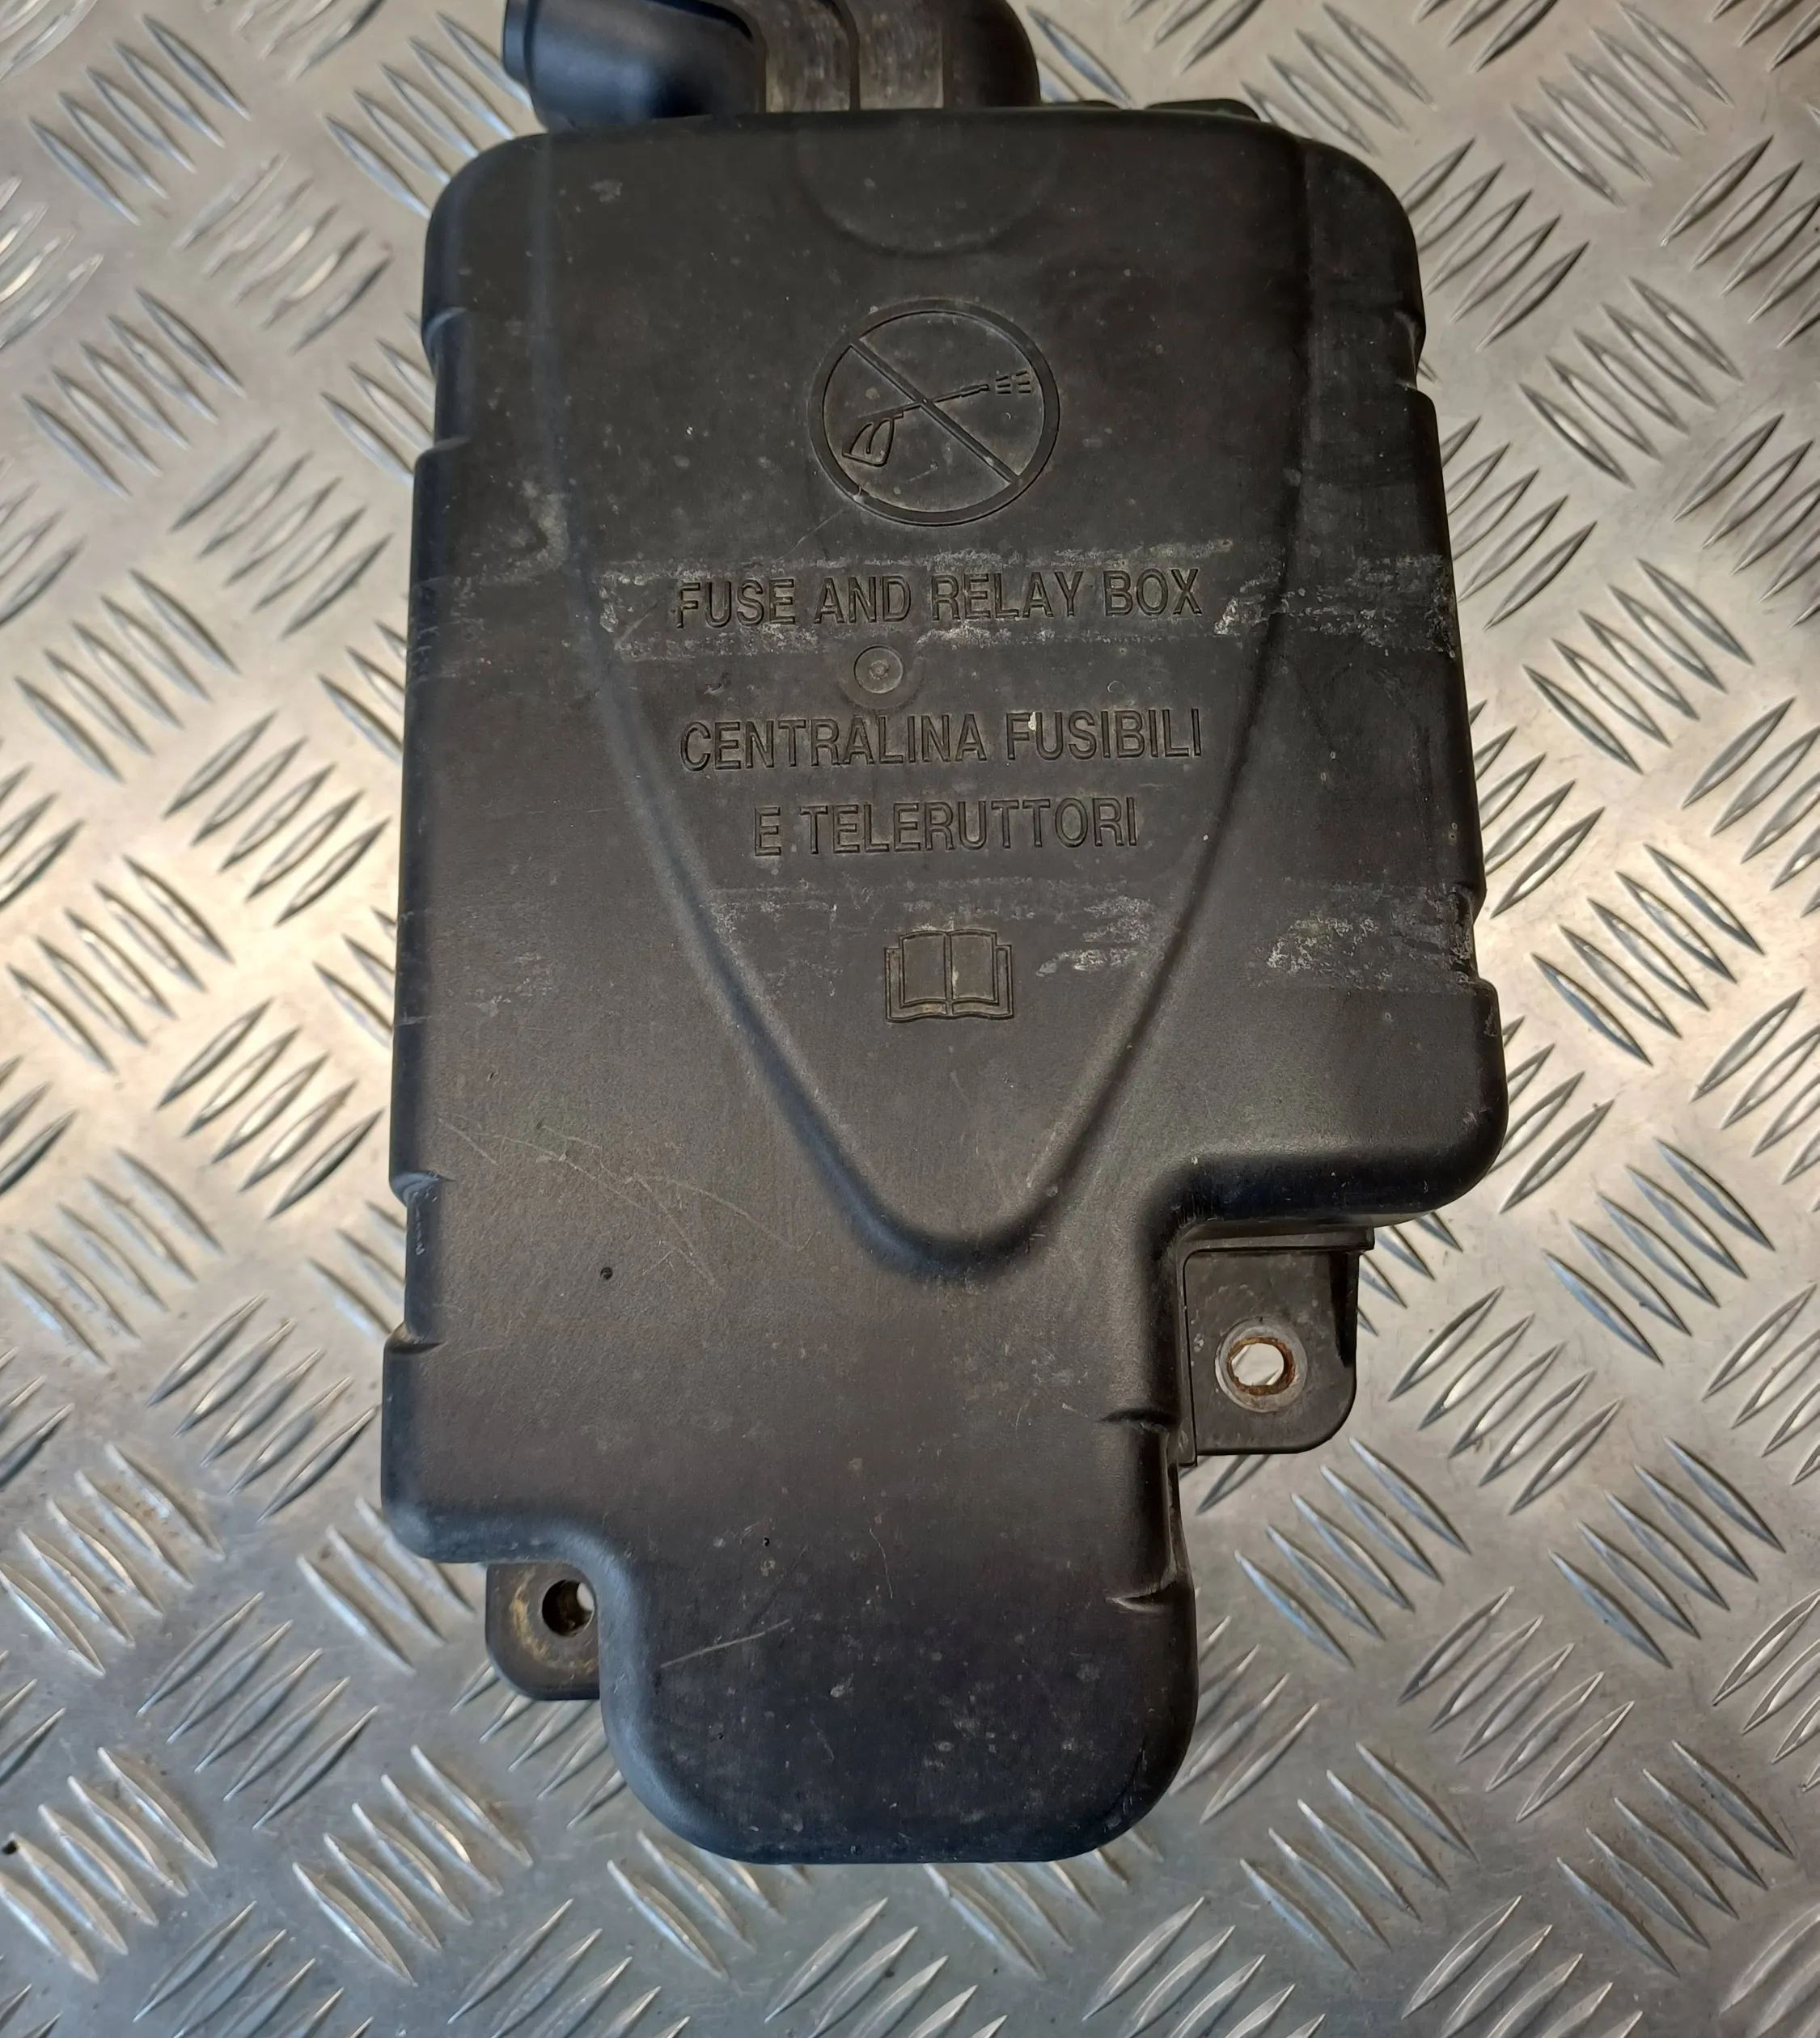 FUSE AND RELAY BOX
CENTRALINA FUSIBILI
E TELERUTTORI